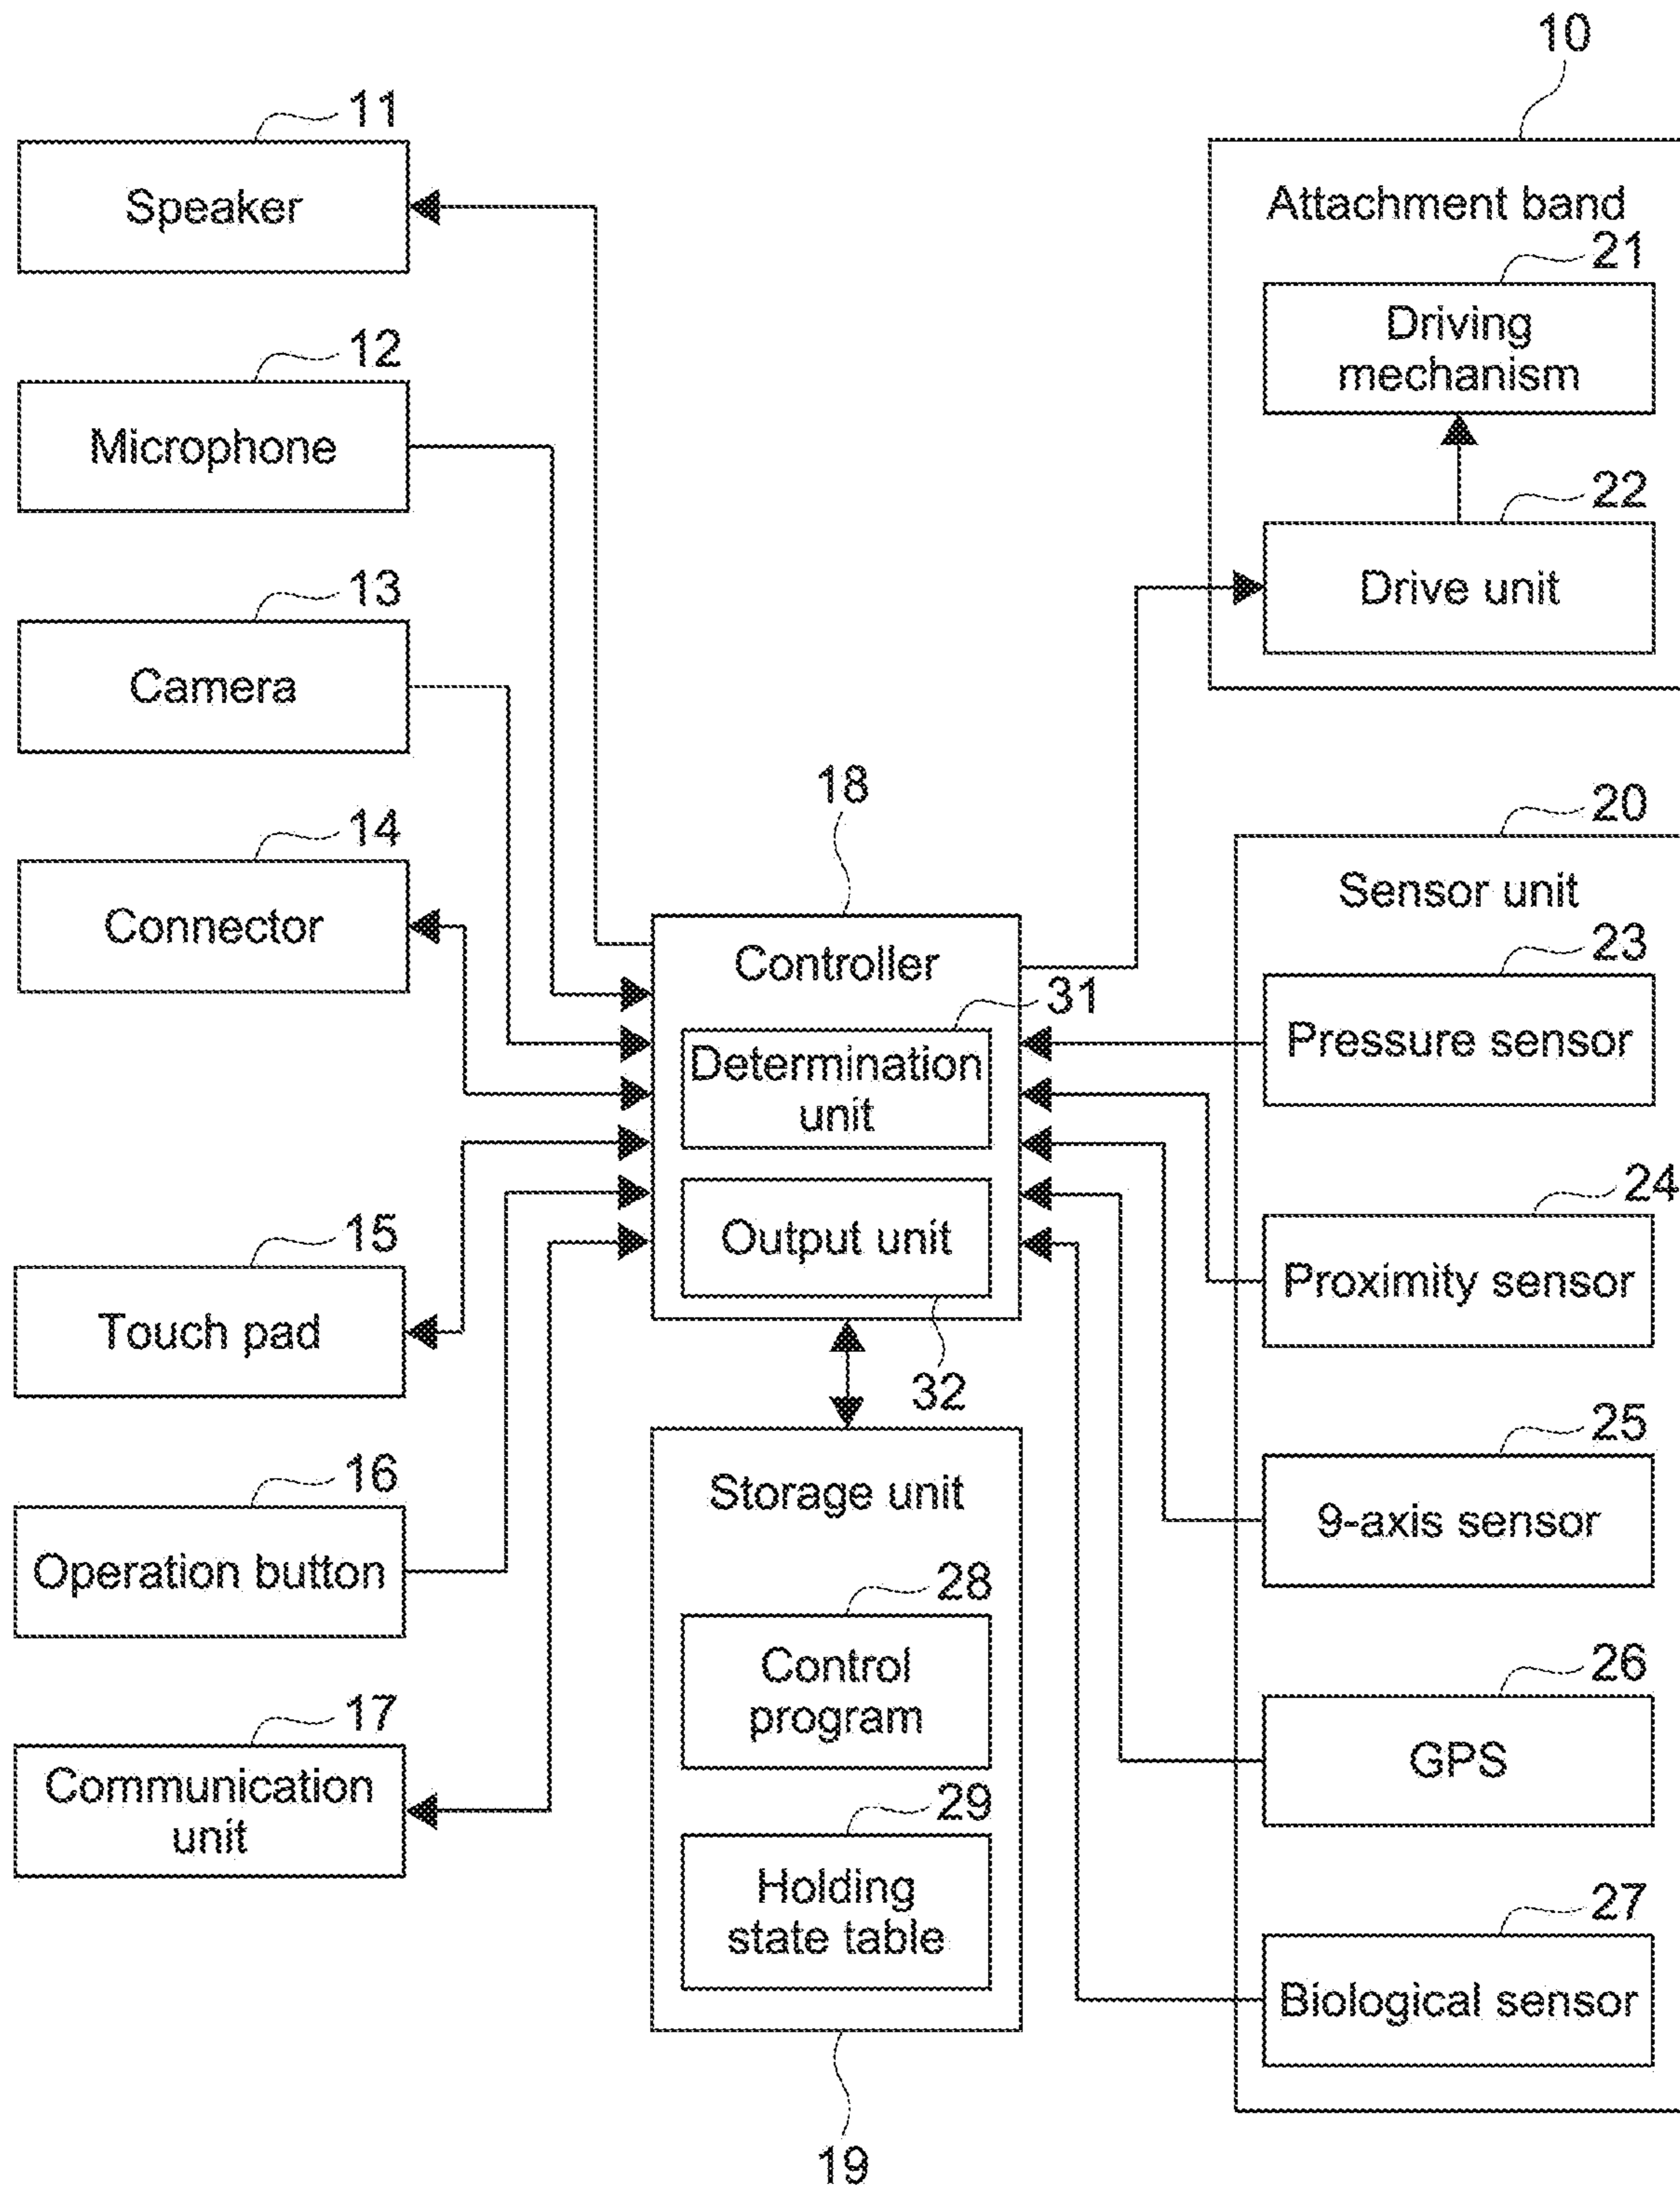 10
11
Speaker
Attachment band
21
Driving
mechanism
12
Microphone
22
Drive unit
13
Camera
18
20
14
Connector
Sensor unit
23
Pressure sensor
Controller
31
Determination
unit
Output unit
32
24
Proximity sensor
15
Touch pad
25
9-axis sensor
16
Operation button
Storage unit
28
Control
program
26
GPS
17
Communication
unit
29
Holding
state table
27
Biological sensor
19